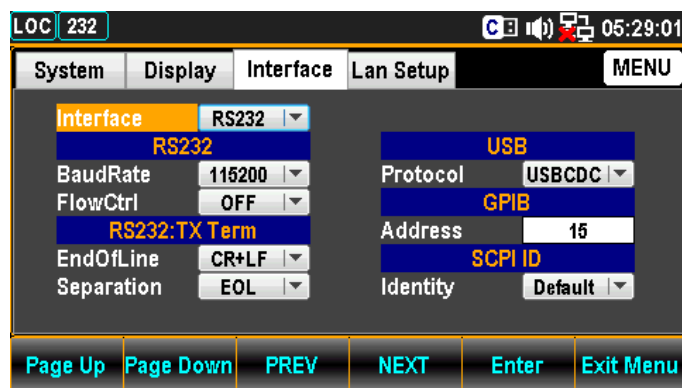 LOC 232 C 05:29:01
System Display Interface Lan Setup MENU
Interface RS232
RS232 USB
BaudRate 115200 Protocol USBCDC
FlowCtrl OFF GPIB
RS232:TX Term Address 15
EndOfLine CR+LF SCPI ID
Separation EOL Identity Default
Page Up Page Down PREV NEXT Enter Exit Menu